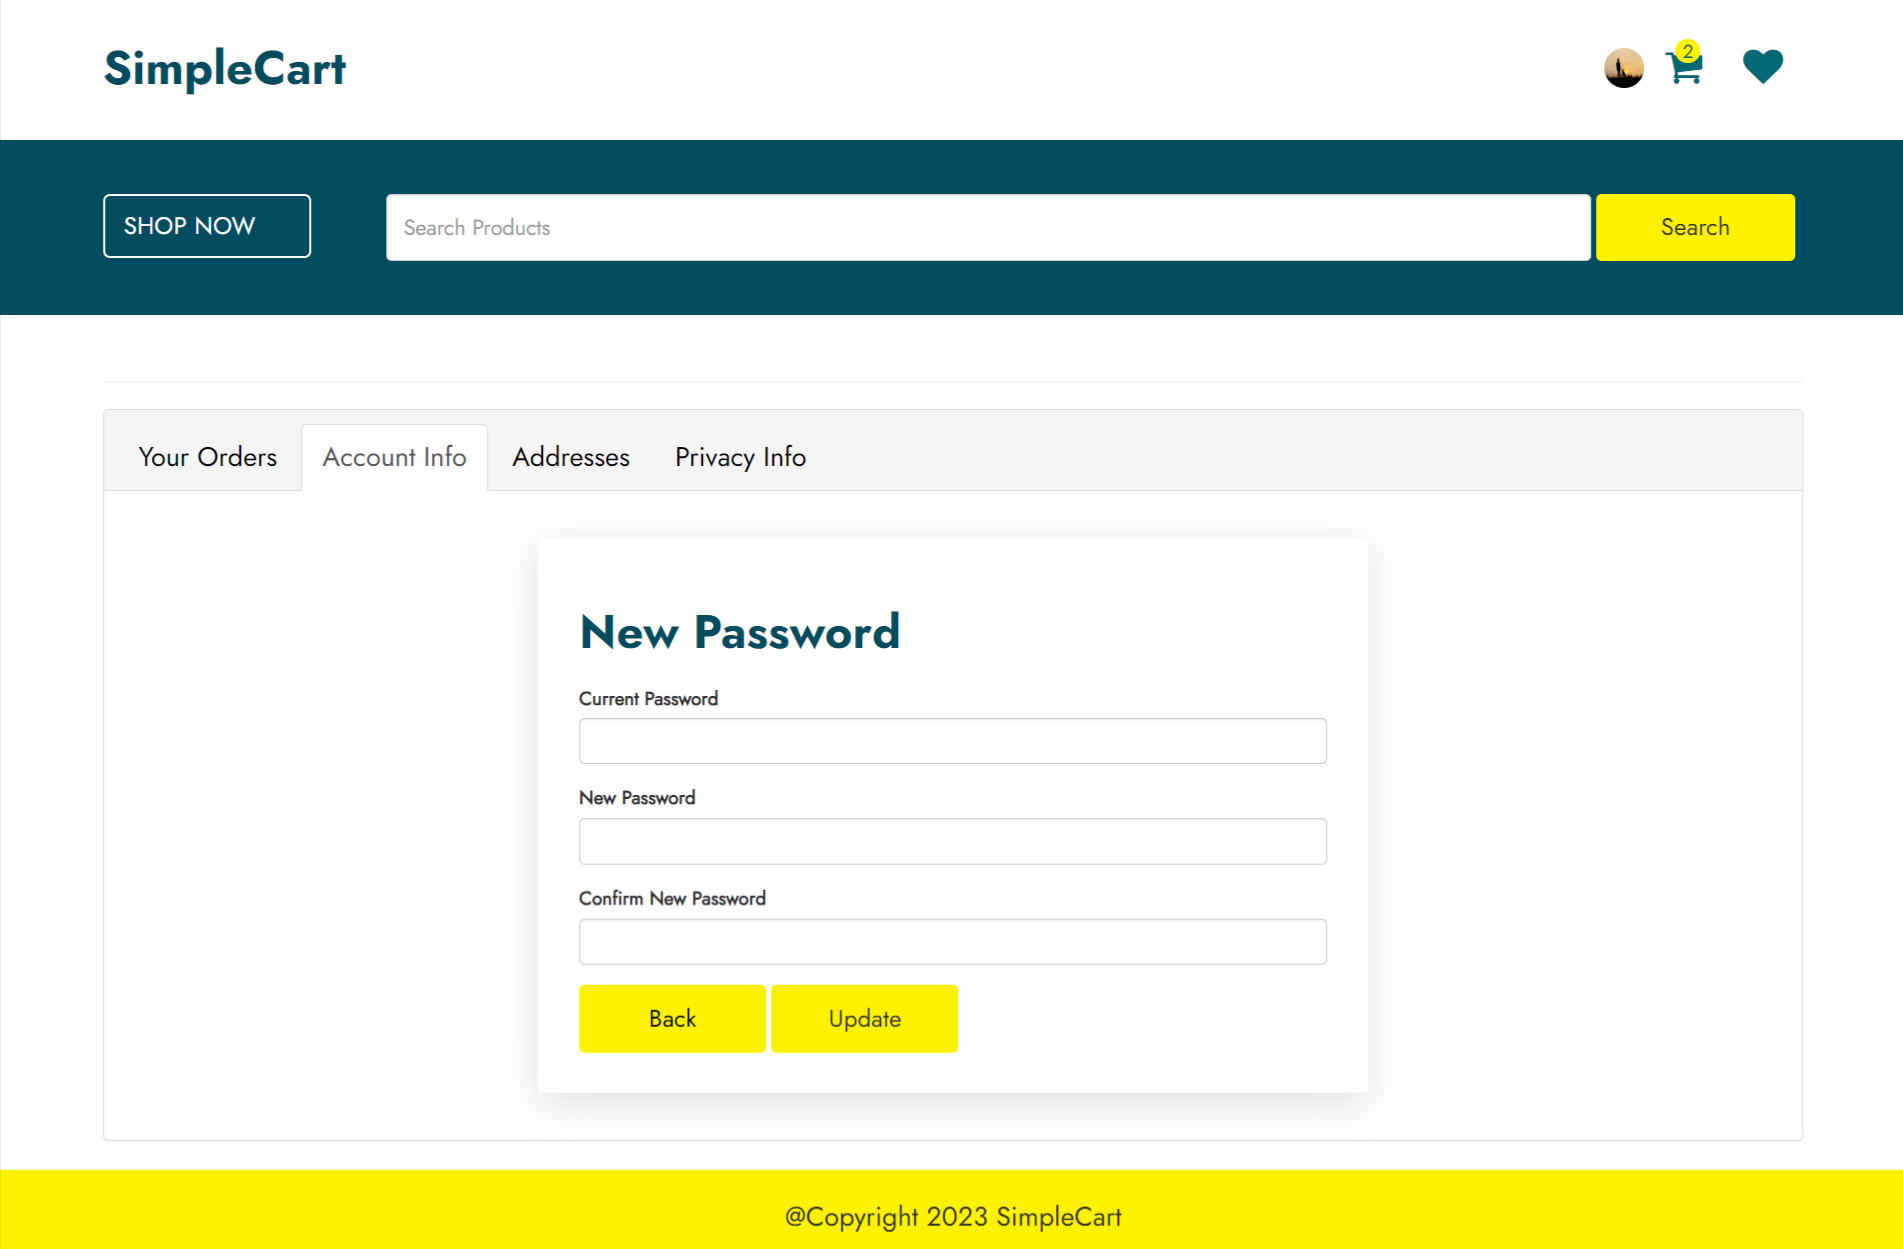 SimpleCart
2
SHOP NOW
Search Products
Search
Your Orders
Account Info
Addresses
Privacy Info
New Password
Current Password
New Password
Confirm New Password
Back
Update
@Copyright 2023 SimpleCart